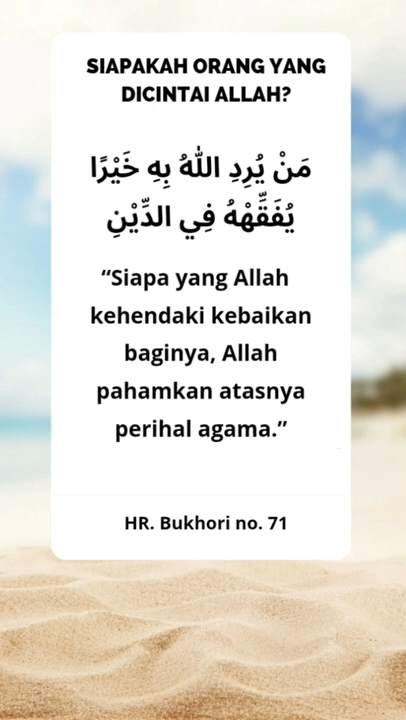 SIAPAKAH ORANG YANG
DICINTAI ALLAH?
مَنْ يُرِدِ اللّٰهُ بِهِ خَيْرًا
يُفَقِّهْهُ فِي الدِّيْنِ
“Siapa yang Allah
kehendaki kebaikan
baginya, Allah
pahamkan atasnya
perihal agama.”
HR. Bukhori no. 71